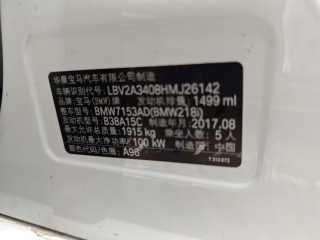 华晨宝马汽车有限公司制造
车辆识别代号 LBV2A3408HMJ26142
品牌:宝马(BMW) 发动机排量:1499 ml
整车型号:BMW7153AD(BMW218i)
发动机型号:B38A15C 制造年月:2017.08
最大允许总质量:1915 kg 乘坐人数:5 人
发动机最大净功率:100 kW 制造国:中国
颜色代码/色圈:A96
T 213 873